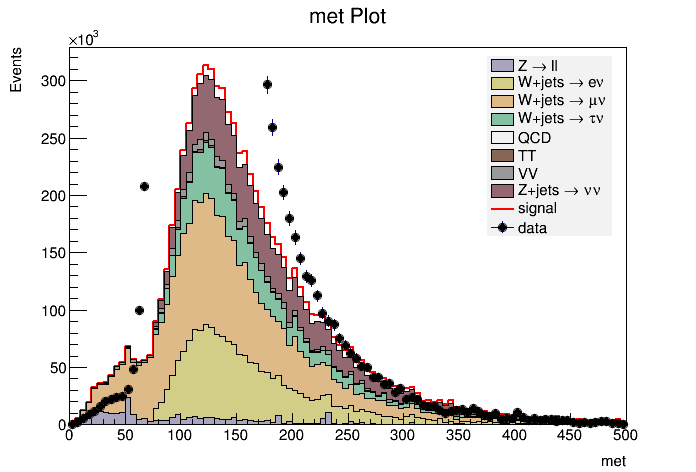 met Plot
×10³
Events
300
250
200
150
100
50
0
Z → ll
W+jets → eν
W+jets → μν
W+jets → τν
QCD
TT
VV
Z+jets → νν
signal
data
0 50 100 150 200 250 300 350 400 450 500
met